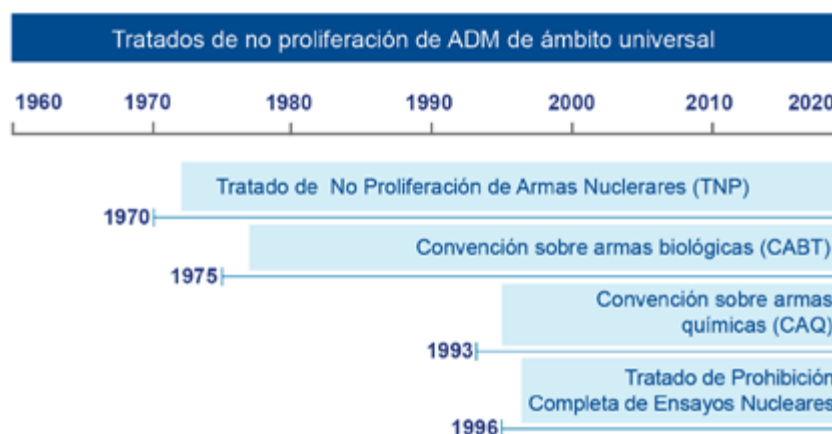 Tratados de no proliferación de ADM de ámbito universal
1960 1970 1980 1990 2000 2010 2020
Tratado de No Proliferación de Armas Nuclerares (TNP)
1970
Convención sobre armas biológicas (CABT)
1975
Convención sobre armas
químicas (CAQ)
1993
Tratado de Prohibición
Completa de Ensayos Nucleares
1996